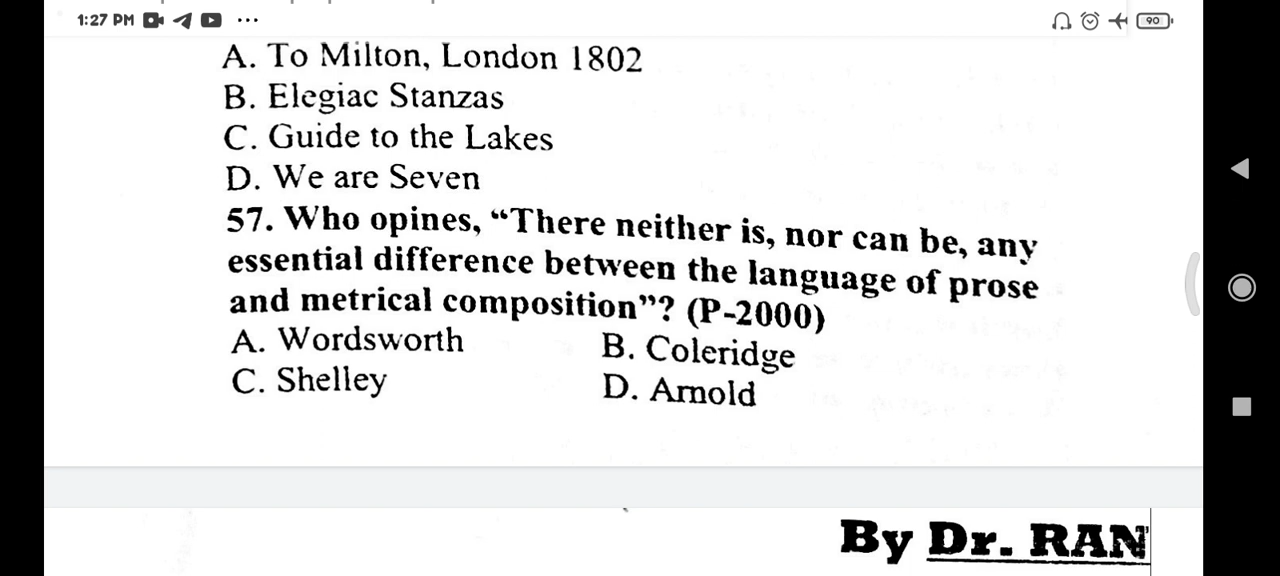 1:27 PM ...
90
A. To Milton, London 1802
B. Elegiac Stanzas
C. Guide to the Lakes
D. We are Seven
57. Who opines, “There neither is, nor can be, any
essential difference between the language of prose
and metrical composition”? (P-2000)
A. Wordsworth B. Coleridge
C. Shelley D. Arnold
By Dr. RAN